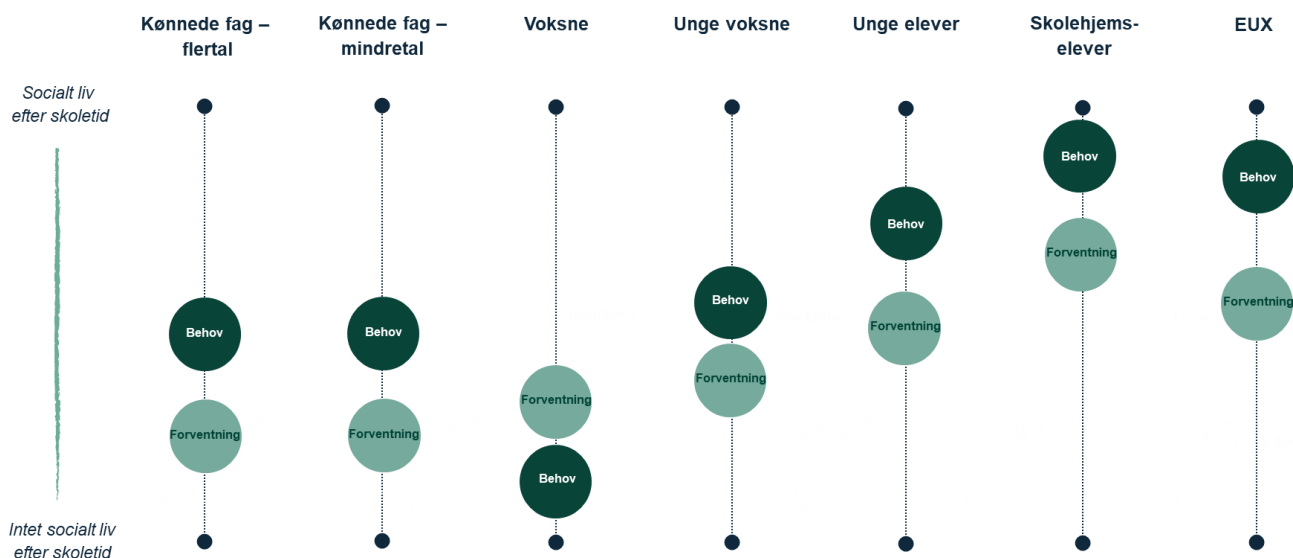 Kønnede fag –
flertal
Kønnede fag –
mindretal
Voksne
Unge voksne
Unge elever
Skolehjems-
elever
EUX
Socialt liv
efter skoletid
Behov
Forventning
Behov
Forventning
Forventning
Behov
Behov
Forventning
Behov
Forventning
Behov
Forventning
Behov
Forventning
Intet socialt liv
efter skoletid